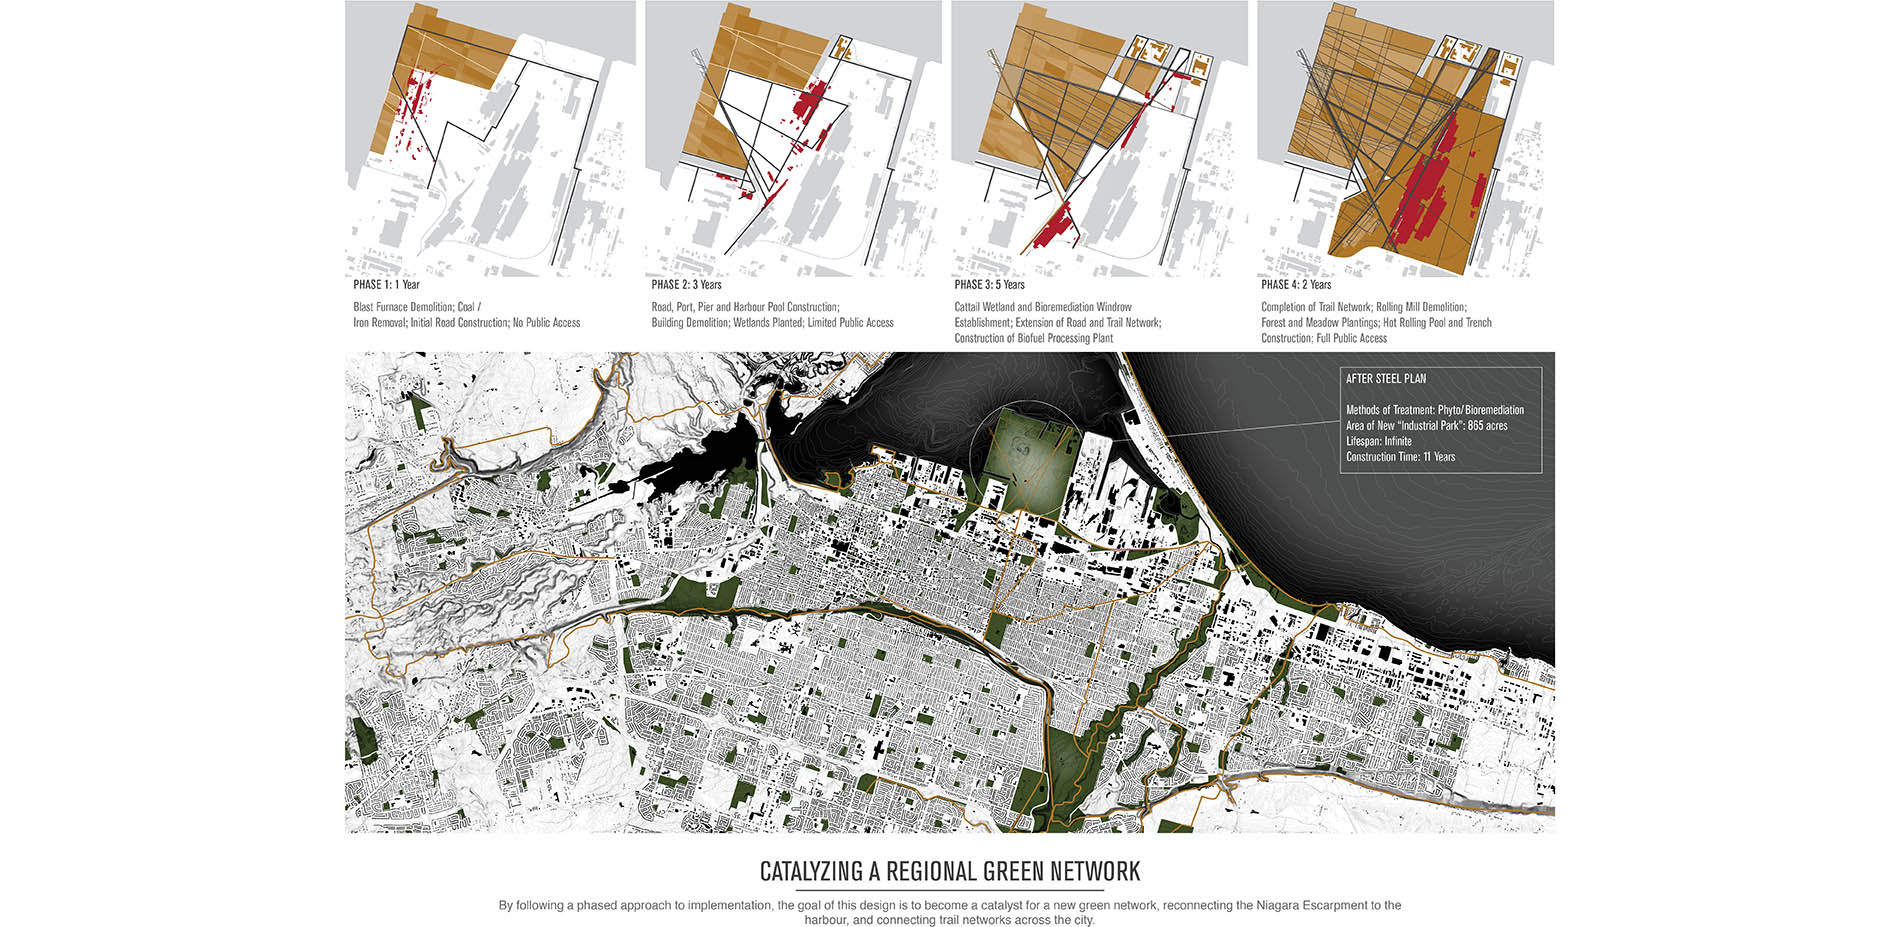 PHASE 1: 1 Year
Blast Furnace Demolition; Coal /
Iron Removal; Initial Road Construction; No Public Access
PHASE 2: 3 Years
Road, Port, Pier and Harbour Pool Construction;
Building Demolition; Wetlands Planted; Limited Public Access
PHASE 3: 5 Years
Cattail Wetland and Bioremediation Windrow
Establishment; Extension of Road and Trail Network;
Construction of Biofuel Processing Plant
PHASE 4: 2 Years
Completion of Trail Network; Rolling Mill Demolition;
Forest and Meadow Plantings; Hot Rolling Pool and Trench
Construction; Full Public Access
AFTER STEEL PLAN
Methods of Treatment: Phyto/Bioremediation
Area of New "Industrial Park": 865 acres
Lifespan: Infinite
Construction Time: 11 Years
CATALYZING A REGIONAL GREEN NETWORK
By following a phased approach to implementation, the goal of this design is to become a catalyst for a new green network, reconnecting the Niagara Escarpment to the
harbour, and connecting trail networks across the city.